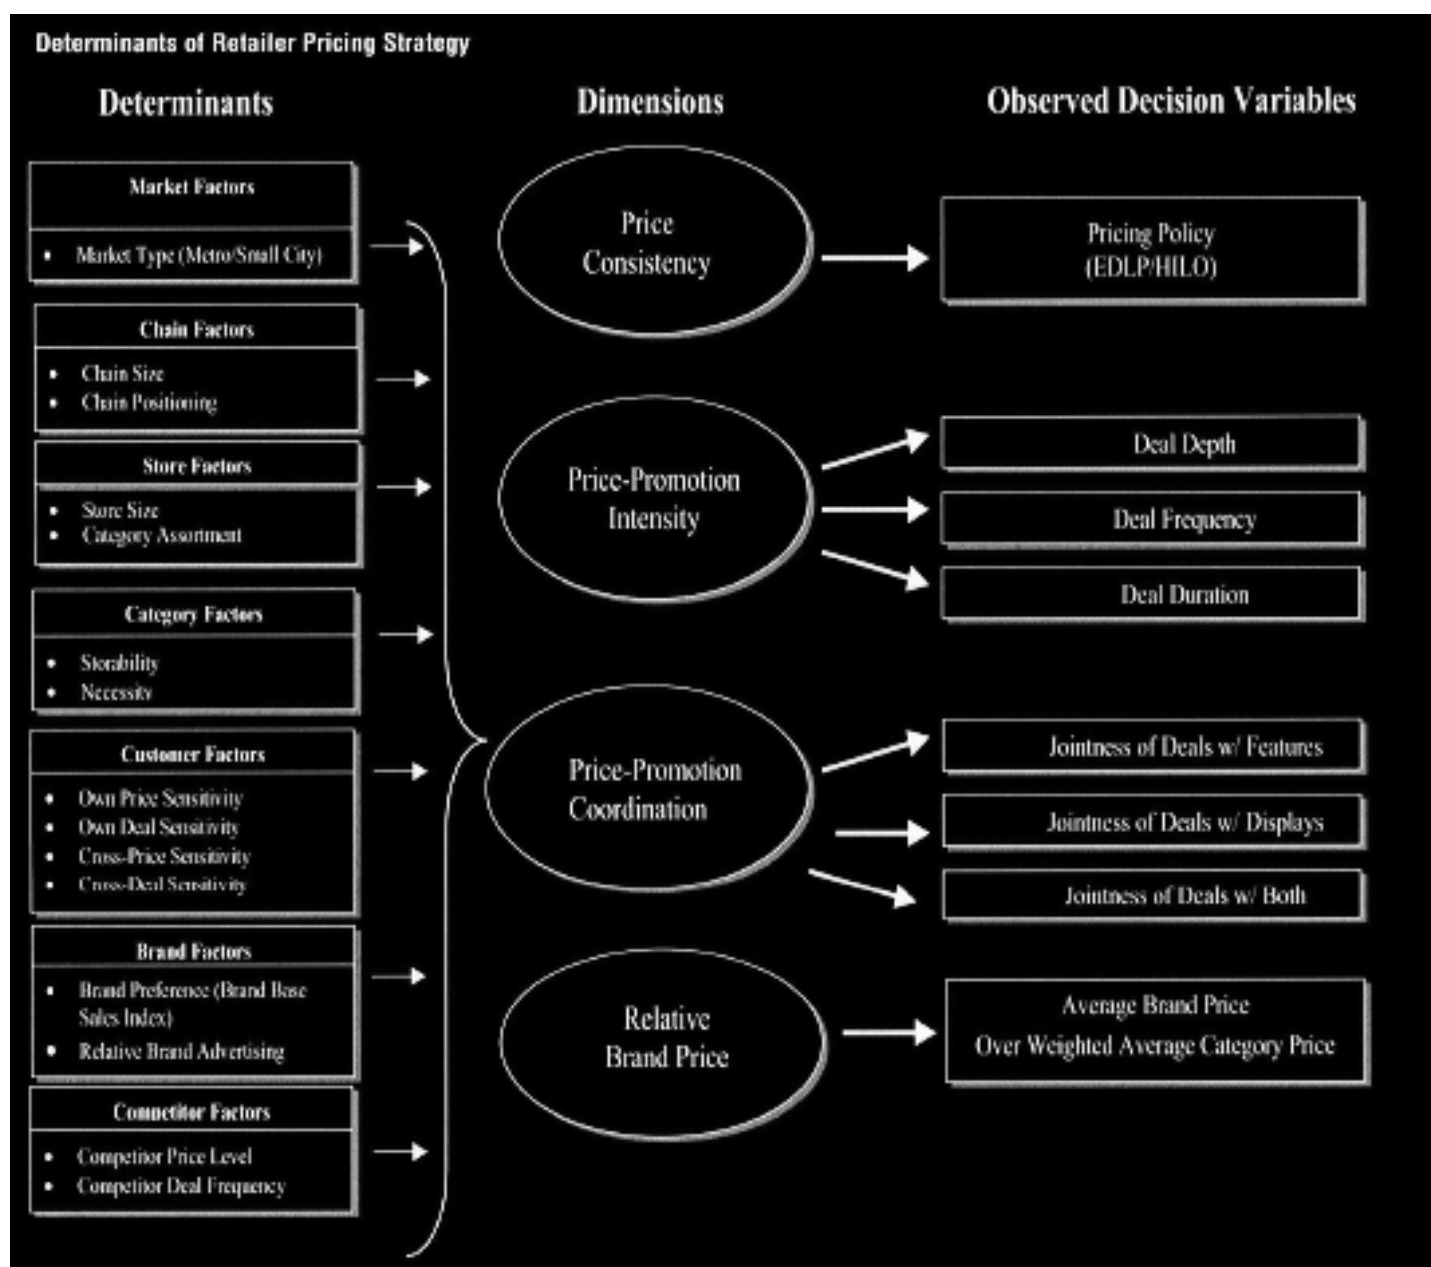 Determinants of Retailer Pricing Strategy
Determinants
Dimensions
Observed Decision Variables
Market Factors
• Market Type (Metro/Small City)
Chain Factors
• Chain Size
• Chain Positioning
Store Factors
• Store Size
• Category Assortment
Category Factors
• Storability
• Necessity
Customer Factors
• Own Price Sensitivity
• Own Deal Sensitivity
• Cross-Price Sensitivity
• Cross-Deal Sensitivity
Brand Factors
• Brand Preference (Brand Base
Sales Index)
• Relative Brand Advertising
Competitor Factors
• Competitor Price Level
• Competitor Deal Frequency
Price
Consistency
Price-Promotion
Intensity
Price-Promotion
Coordination
Relative
Brand Price
Pricing Policy
(EDLP/HILO)
Deal Depth
Deal Frequency
Deal Duration
Jointness of Deals w/ Features
Jointness of Deals w/ Displays
Jointness of Deals w/ Both
Average Brand Price
Over Weighted Average Category Price